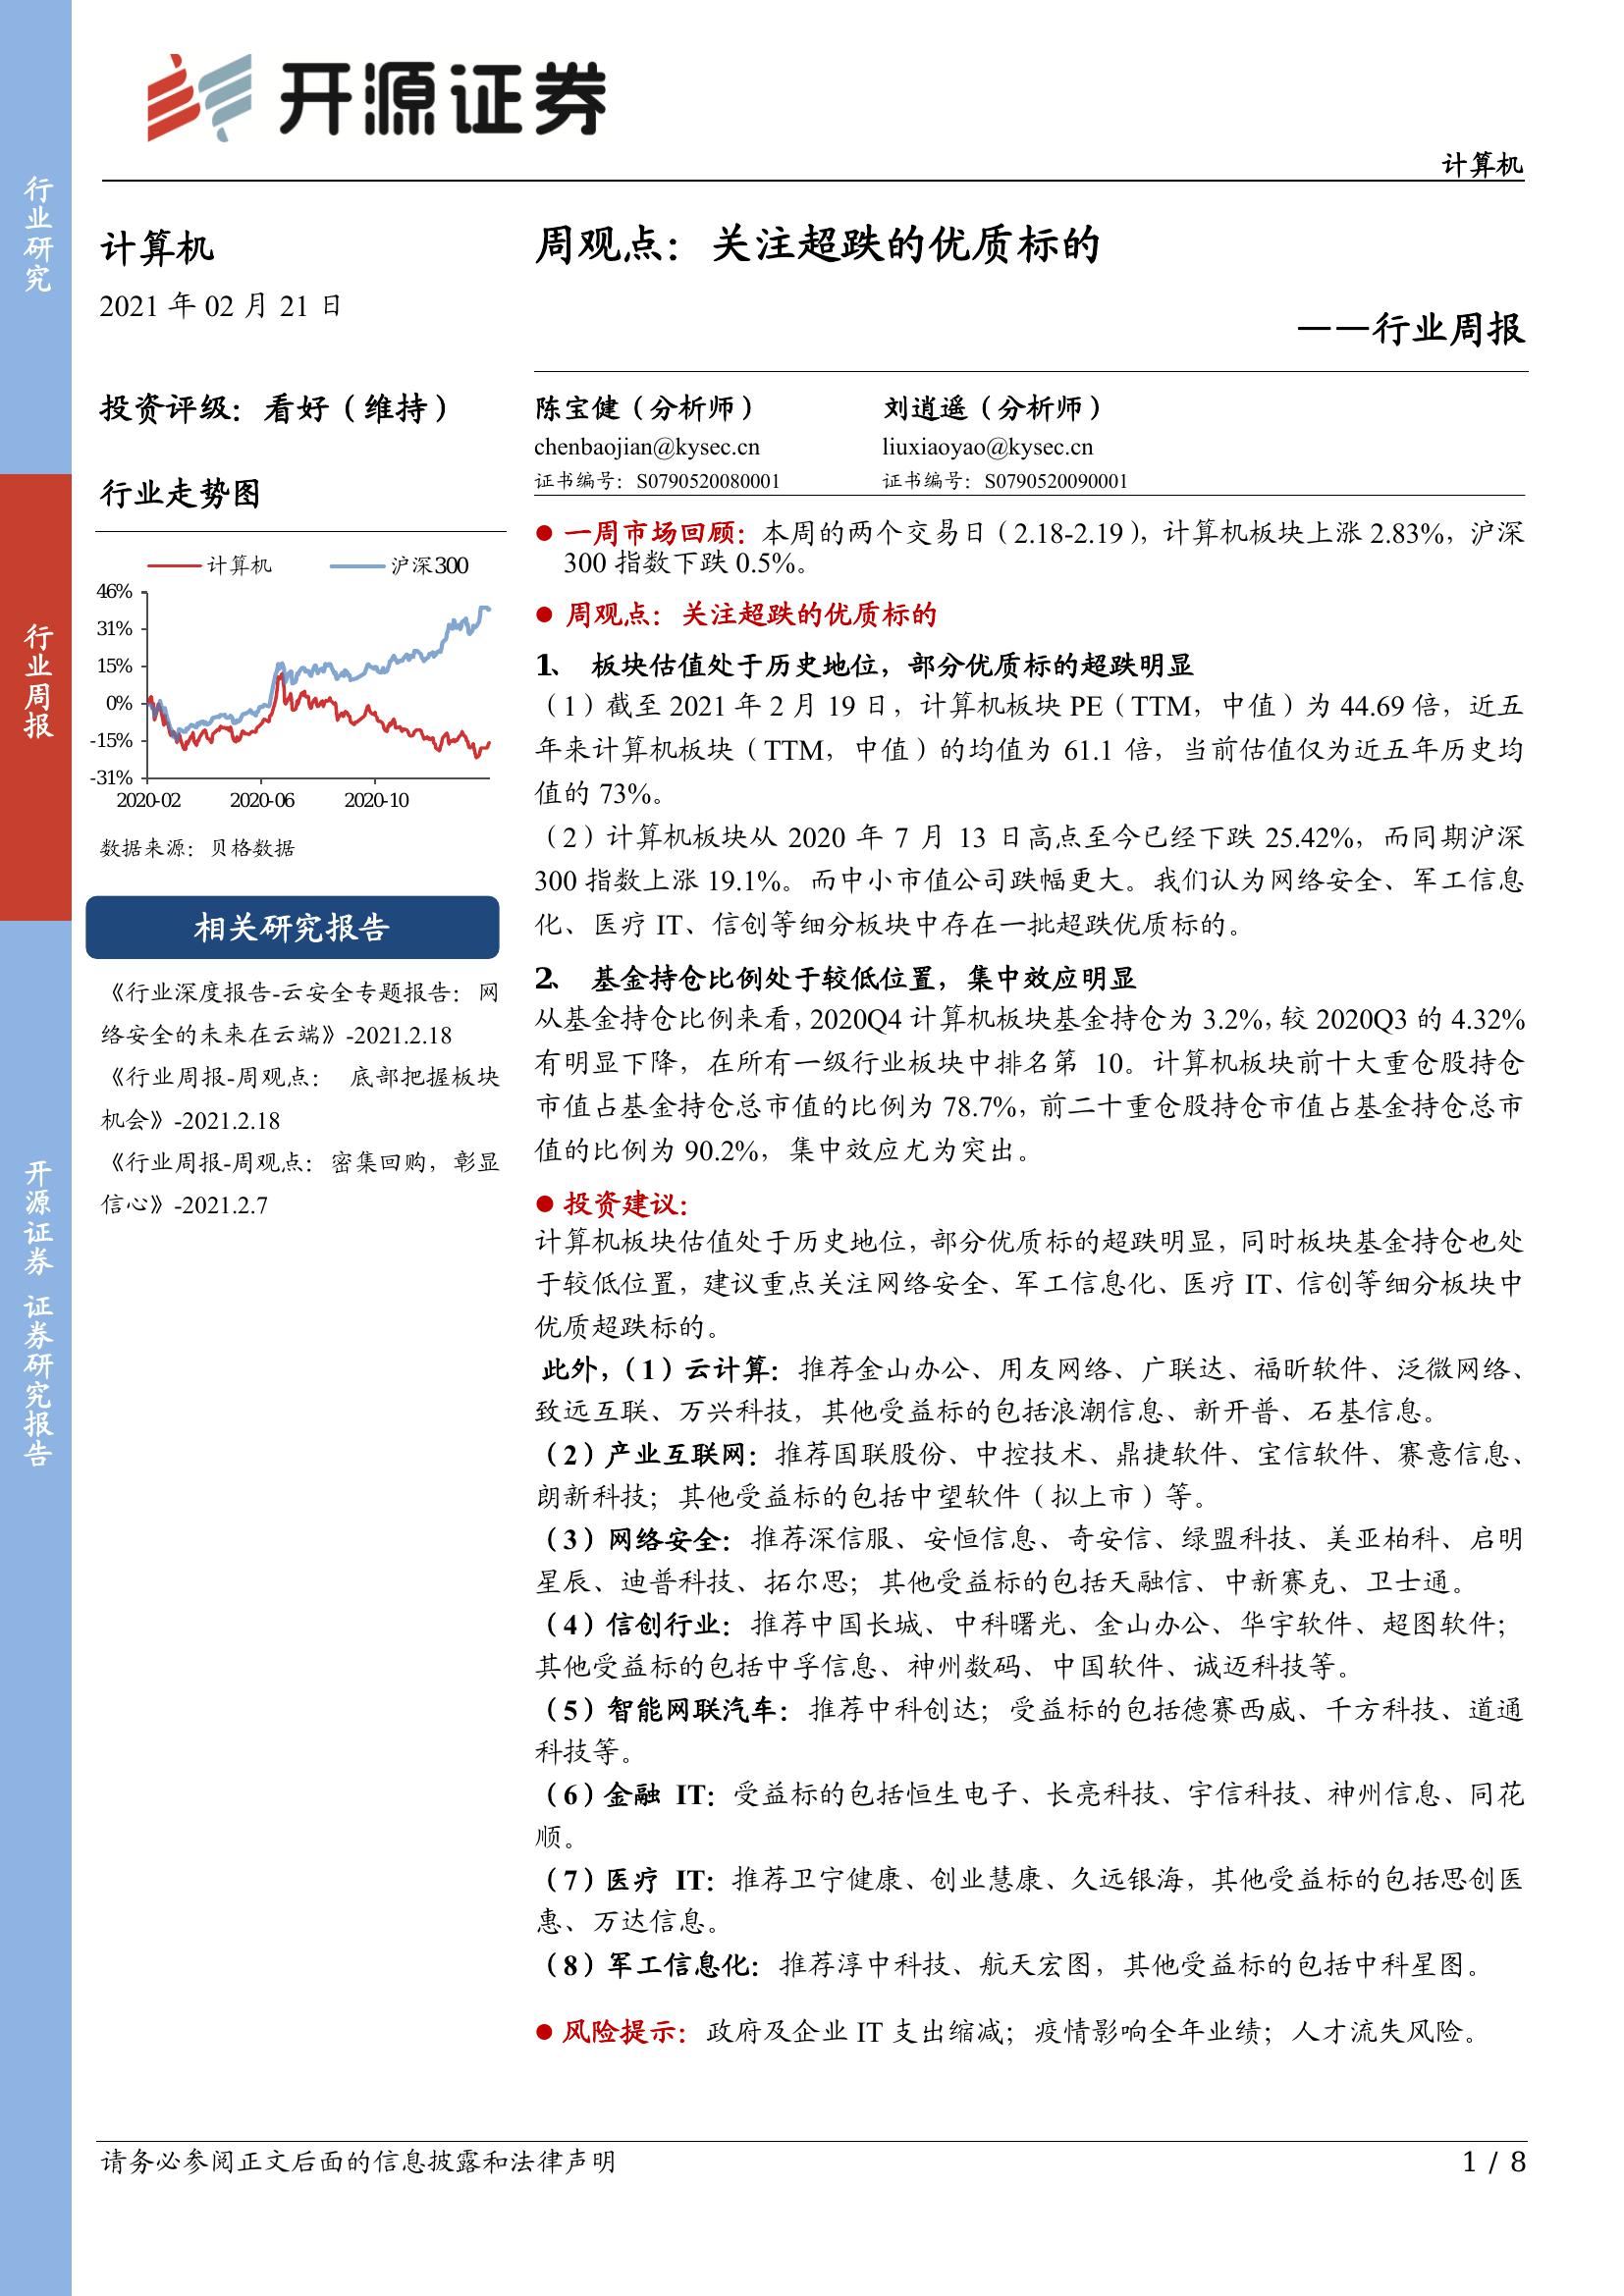 开源证券
计算机
行业研究
行业周报
开源证券 证券研究报告
计算机
2021 年 02 月 21 日
投资评级：看好（维持）
行业走势图
计算机 沪深300
46%
31%
15%
0%
-15%
-31%
2020-02 2020-06 2020-10
数据来源：贝格数据
相关研究报告
《行业深度报告-云安全专题报告：网
络安全的未来在云端》-2021.2.18
《行业周报-周观点： 底部把握板块
机会》-2021.2.18
《行业周报-周观点：密集回购，彰显
信心》-2021.2.7
周观点：关注超跌的优质标的
——行业周报
陈宝健（分析师） 刘逍遥（分析师）
chenbaojian@kysec.cn liuxiaoyao@kysec.cn
证书编号：S0790520080001 证书编号：S0790520090001
● 一周市场回顾：本周的两个交易日（2.18-2.19），计算机板块上涨 2.83%，沪深
300 指数下跌 0.5%。
● 周观点：关注超跌的优质标的
1、 板块估值处于历史地位，部分优质标的超跌明显
（1）截至 2021 年 2 月 19 日，计算机板块 PE（TTM，中值）为 44.69 倍，近五
年来计算机板块（TTM，中值）的均值为 61.1 倍，当前估值仅为近五年历史均
值的 73%。
（2）计算机板块从 2020 年 7 月 13 日高点至今已经下跌 25.42%，而同期沪深
300 指数上涨 19.1%。而中小市值公司跌幅更大。我们认为网络安全、军工信息
化、医疗 IT、信创等细分板块中存在一批超跌优质标的。
2、 基金持仓比例处于较低位置，集中效应明显
从基金持仓比例来看，2020Q4 计算机板块基金持仓为 3.2%，较 2020Q3 的 4.32%
有明显下降，在所有一级行业板块中排名第 10。计算机板块前十大重仓股持仓
市值占基金持仓总市值的比例为 78.7%，前二十重仓股持仓市值占基金持仓总市
值的比例为 90.2%，集中效应尤为突出。
● 投资建议：
计算机板块估值处于历史地位，部分优质标的超跌明显，同时板块基金持仓也处
于较低位置，建议重点关注网络安全、军工信息化、医疗 IT、信创等细分板块中
优质超跌标的。
此外，（1）云计算：推荐金山办公、用友网络、广联达、福昕软件、泛微网络、
致远互联、万兴科技，其他受益标的包括浪潮信息、新开普、石基信息。
（2）产业互联网：推荐国联股份、中控技术、鼎捷软件、宝信软件、赛意信息、
朗新科技；其他受益标的包括中望软件（拟上市）等。
（3）网络安全：推荐深信服、安恒信息、奇安信、绿盟科技、美亚柏科、启明
星辰、迪普科技、拓尔思；其他受益标的包括天融信、中新赛克、卫士通。
（4）信创行业：推荐中国长城、中科曙光、金山办公、华宇软件、超图软件；
其他受益标的包括中孚信息、神州数码、中国软件、诚迈科技等。
（5）智能网联汽车：推荐中科创达；受益标的包括德赛西威、千方科技、道通
科技等。
（6）金融 IT：受益标的包括恒生电子、长亮科技、宇信科技、神州信息、同花
顺。
（7）医疗 IT：推荐卫宁健康、创业慧康、久远银海，其他受益标的包括思创医
惠、万达信息。
（8）军工信息化：推荐淳中科技、航天宏图，其他受益标的包括中科星图。
● 风险提示：政府及企业 IT 支出缩减；疫情影响全年业绩；人才流失风险。
请务必参阅正文后面的信息披露和法律声明
1 / 8